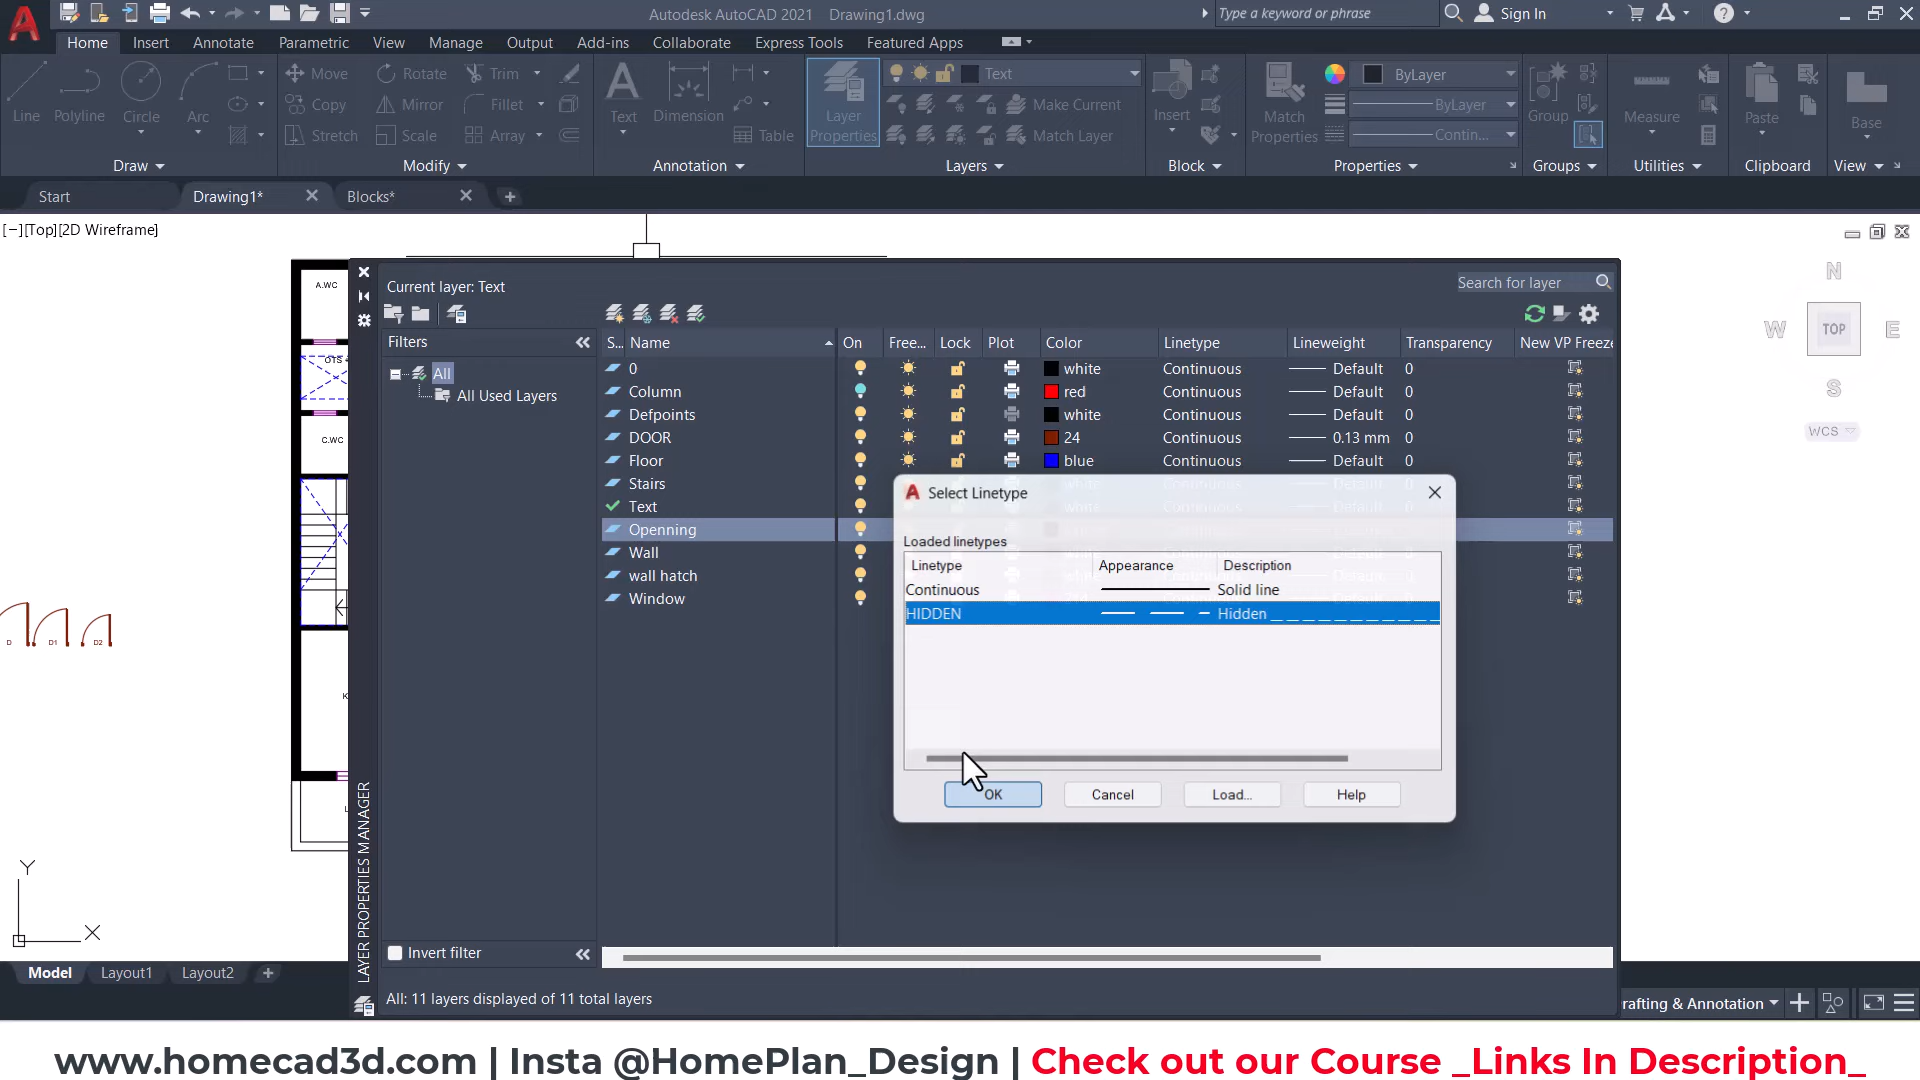 Autodesk AutoCAD 2021 Drawing1.dwg
Type a keyword or phrase
Sign In
Home Insert Annotate Parametric View Manage Output Add-ins Collaborate Express Tools Featured Apps
Line Polyline Circle Arc
Move Rotate Trim
Copy Mirror Fillet
Stretch Scale Array
Text Dimension
Table
Layer Properties
Text
Make Current
Match Layer
Insert
Match Properties
ByLayer
ByLayer
Contin...
Group
Measure
Paste
Base
Draw Modify Annotation Layers Block Properties Groups Utilities Clipboard View
Start Drawing1* Blocks*
[−][Top][2D Wireframe]
A.WC
OTS
C.WC
D D1 D2
Y
X
N
W TOP E
S
WCS
Current layer: Text
Search for layer
Filters
All
All Used Layers
S... Name On Free... Lock Plot Color Linetype Lineweight Transparency New VP Freeze
0 white Continuous Default 0
Column red Continuous Default 0
Defpoints white Continuous Default 0
DOOR 24 Continuous 0.13 mm 0
Floor blue Continuous Default 0
Stairs
Text
Openning
Wall
wall hatch
Window
Select Linetype
Loaded linetypes
Linetype Appearance Description
Continuous Solid line
HIDDEN Hidden _ _ _ _ _ _ _ _ _ _ _
OK Cancel Load... Help
Invert filter
LAYER PROPERTIES MANAGER
All: 11 layers displayed of 11 total layers
Model Layout1 Layout2
rafting & Annotation
www.homecad3d.com | Insta @HomePlan_Design | Check out our Course _Links In Description_